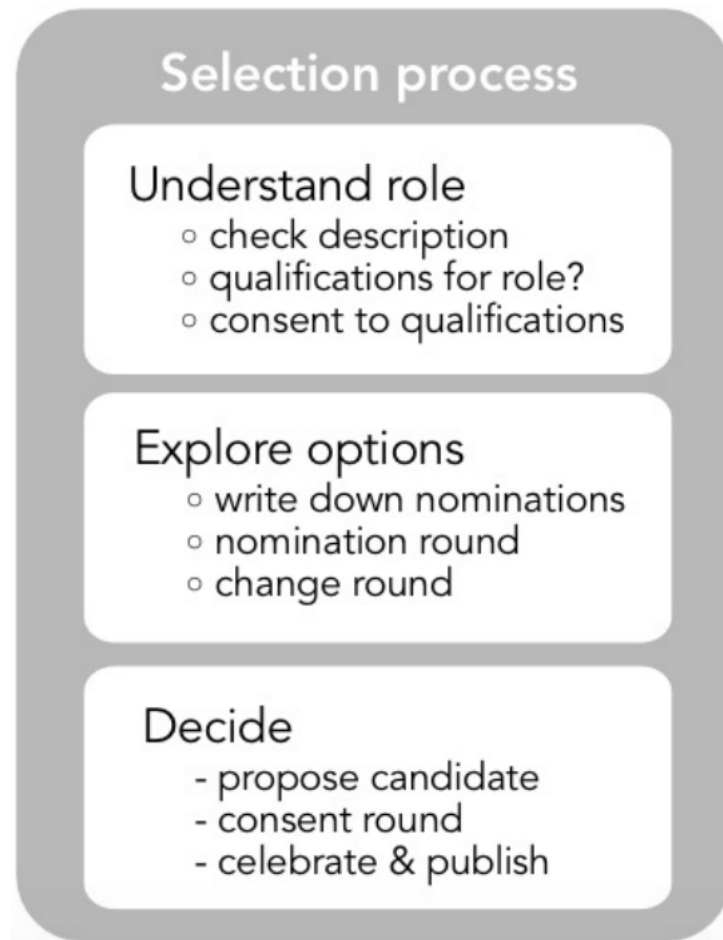 Selection process
Understand role
◦ check description
◦ qualifications for role?
◦ consent to qualifications
Explore options
◦ write down nominations
◦ nomination round
◦ change round
Decide
- propose candidate
- consent round
- celebrate & publish